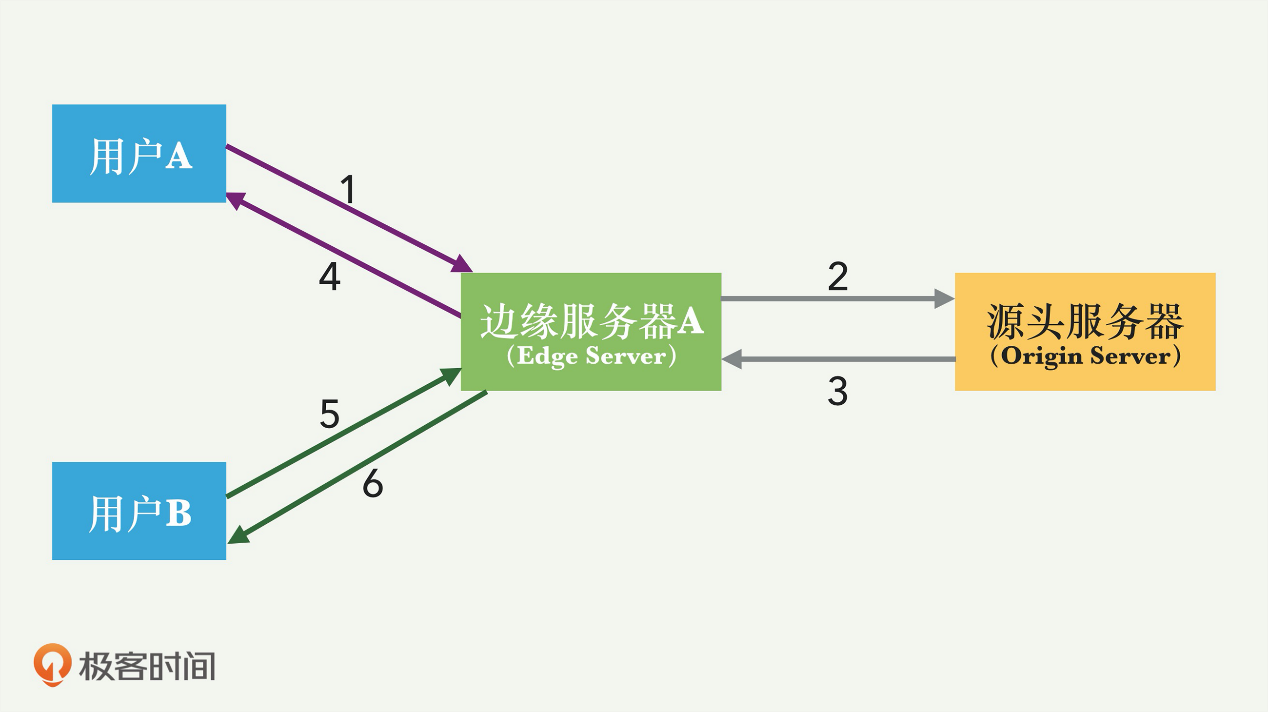 用户A
1
4
边缘服务器A
(Edge Server)
2
源头服务器
(Origin Server)
3
5
6
用户B
极客时间